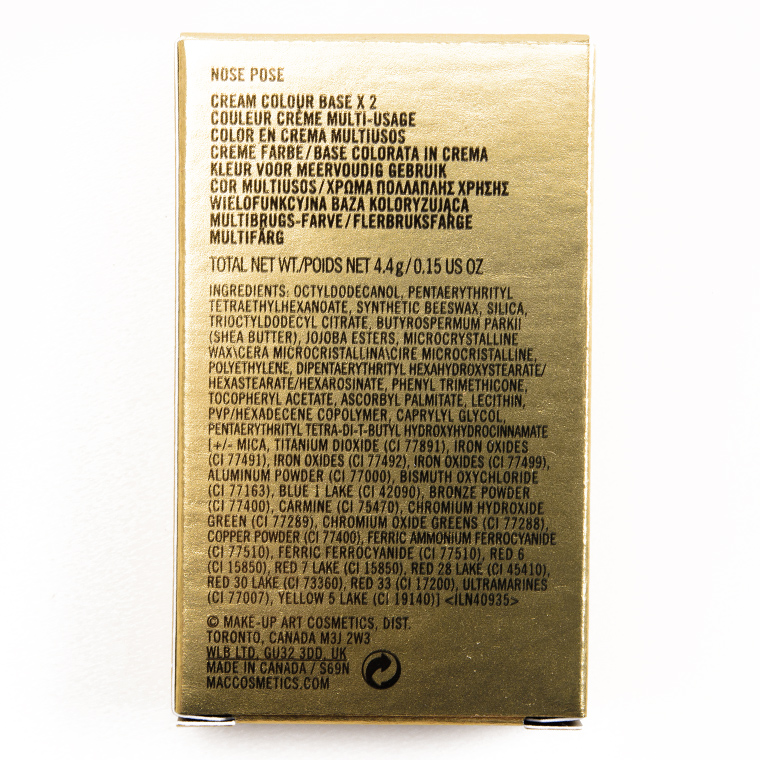 NOSE POSE
CREAM COLOUR BASE X 2
COULEUR CRÈME MULTI-USAGE
COLOR EN CREMA MULTIUSOS
CREME FARBE/BASE COLORATA IN CREMA
KLEUR VOOR MEERVOUDIG GEBRUIK
COR MULTIUSOS/ΧΡΩΜΑ ΠΟΛΛΑΠΛΗΣ ΧΡΗΣΗΣ
WIELOFUNKCYJNA BAZA KOLORYZUJĄCA
MULTIBRUGS-FARVE/FLERBRUKSFARGE
MULTIFÄRG
TOTAL NET WT./POIDS NET 4.4g/0.15 US OZ
INGREDIENTS: OCTYLDODECANOL, PENTAERYTHRITYL
TETRAETHYLHEXANOATE, SYNTHETIC BEESWAX, SILICA,
TRIOCTYLDODECYL CITRATE, BUTYROSPERMUM PARKII
(SHEA BUTTER), JOJOBA ESTERS, MICROCRYSTALLINE
WAX\CERA MICROCRISTALLINA\CIRE MICROCRISTALLINE,
POLYETHYLENE, DIPENTAERYTHRITYL HEXAHYDROXYSTEARATE/
HEXASTEARATE/HEXAROSINATE, PHENYL TRIMETHICONE,
TOCOPHERYL ACETATE, ASCORBYL PALMITATE, LECITHIN,
PVP/HEXADECENE COPOLYMER, CAPRYLYL GLYCOL,
PENTAERYTHRITYL TETRA-DI-T-BUTYL HYDROXYHYDROCINNAMATE
[+/- MICA, TITANIUM DIOXIDE (CI 77891), IRON OXIDES
(CI 77491), IRON OXIDES (CI 77492), IRON OXIDES (CI 77499),
ALUMINUM POWDER (CI 77000), BISMUTH OXYCHLORIDE
(CI 77163), BLUE 1 LAKE (CI 42090), BRONZE POWDER
(CI 77400), CARMINE (CI 75470), CHROMIUM HYDROXIDE
GREEN (CI 77289), CHROMIUM OXIDE GREENS (CI 77288),
COPPER POWDER (CI 77400), FERRIC AMMONIUM FERROCYANIDE
(CI 77510), FERRIC FERROCYANIDE (CI 77510), RED 6
(CI 15850), RED 7 LAKE (CI 15850), RED 28 LAKE (CI 45410),
RED 30 LAKE (CI 73360), RED 33 (CI 17200), ULTRAMARINES
(CI 77007), YELLOW 5 LAKE (CI 19140)] <ILN40935>
© MAKE-UP ART COSMETICS, DIST.
TORONTO, CANADA M3J 2W3
WLB LTD, GU32 3DD, UK
MADE IN CANADA / S69N
MACCOSMETICS.COM